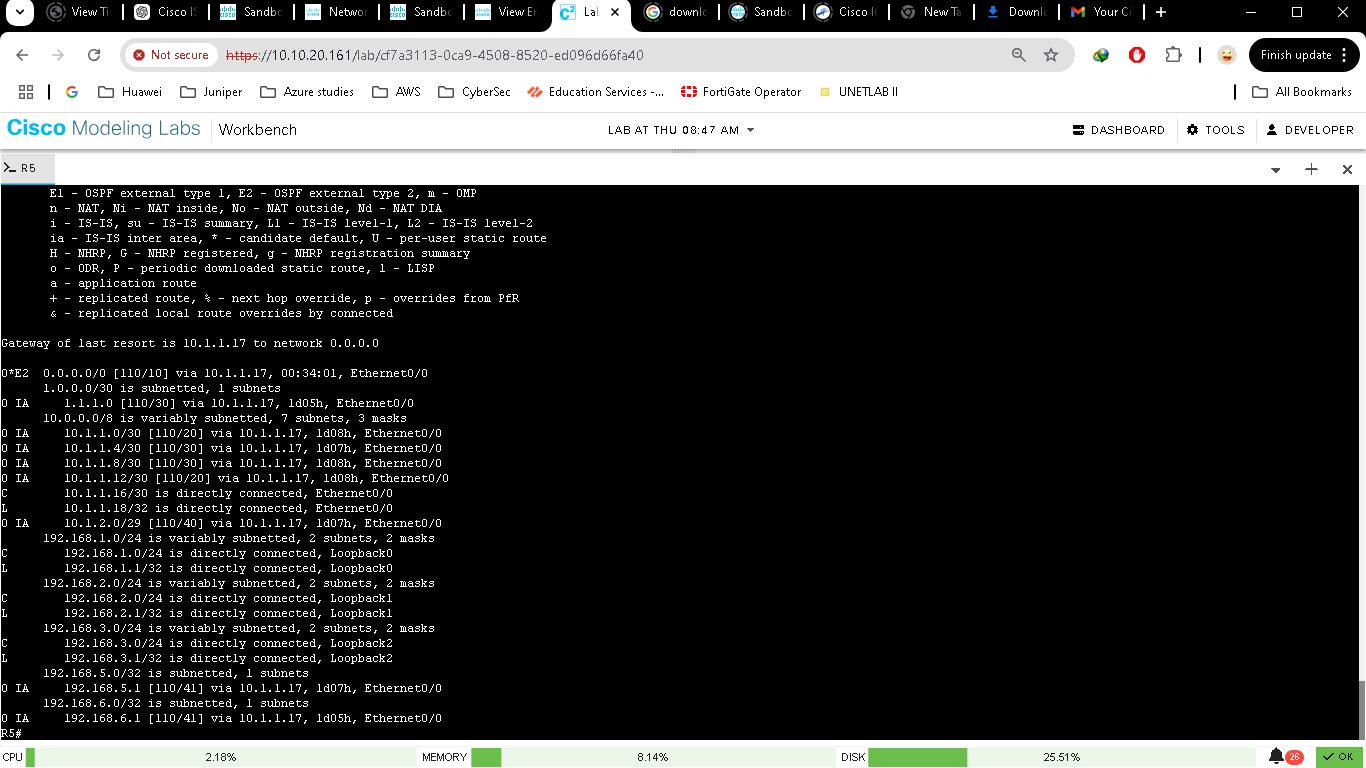 View Ti
Cisco IS
Sandb
Netwo
Sandb
View Er
Lal
downl
Sandb
Cisco I
New Ta
Downl
Your Ci
Not secure
https://10.10.20.161/lab/cf7a3113-0ca9-4508-8520-ed096d66fa40
Finish update
Huawei
Juniper
Azure studies
AWS
CyberSec
Education Services -...
FortiGate Operator
UNETLAB II
All Bookmarks
Cisco Modeling Labs
Workbench
LAB AT THU 08:47 AM
DASHBOARD
TOOLS
DEVELOPER
R5
E1 - OSPF external type 1, E2 - OSPF external type 2, m - OMP
n - NAT, Ni - NAT inside, No - NAT outside, Nd - NAT DIA
i - IS-IS, su - IS-IS summary, L1 - IS-IS level-1, L2 - IS-IS level-2
ia - IS-IS inter area, * - candidate default, U - per-user static route
H - NHRP, G - NHRP registered, g - NHRP registration summary
o - ODR, P - periodic downloaded static route, l - LISP
a - application route
+ - replicated route, % - next hop override, p - overrides from PfR
& - replicated local route overrides by connected
Gateway of last resort is 10.1.1.17 to network 0.0.0.0
O*E2  0.0.0.0/0 [110/10] via 10.1.1.17, 00:34:01, Ethernet0/0
1.0.0.0/30 is subnetted, 1 subnets
O IA     1.1.1.0 [110/30] via 10.1.1.17, 1d05h, Ethernet0/0
10.0.0.0/8 is variably subnetted, 7 subnets, 3 masks
O IA     10.1.1.0/30 [110/20] via 10.1.1.17, 1d08h, Ethernet0/0
O IA     10.1.1.4/30 [110/30] via 10.1.1.17, 1d07h, Ethernet0/0
O IA     10.1.1.8/30 [110/30] via 10.1.1.17, 1d08h, Ethernet0/0
O IA     10.1.1.12/30 [110/20] via 10.1.1.17, 1d08h, Ethernet0/0
C        10.1.1.16/30 is directly connected, Ethernet0/0
L        10.1.1.18/32 is directly connected, Ethernet0/0
O IA     10.1.2.0/29 [110/40] via 10.1.1.17, 1d07h, Ethernet0/0
192.168.1.0/24 is variably subnetted, 2 subnets, 2 masks
C        192.168.1.0/24 is directly connected, Loopback0
L        192.168.1.1/32 is directly connected, Loopback0
192.168.2.0/24 is variably subnetted, 2 subnets, 2 masks
C        192.168.2.0/24 is directly connected, Loopback1
L        192.168.2.1/32 is directly connected, Loopback1
192.168.3.0/24 is variably subnetted, 2 subnets, 2 masks
C        192.168.3.0/24 is directly connected, Loopback2
L        192.168.3.1/32 is directly connected, Loopback2
192.168.5.0/32 is subnetted, 1 subnets
O IA     192.168.5.1 [110/41] via 10.1.1.17, 1d07h, Ethernet0/0
192.168.6.0/32 is subnetted, 1 subnets
O IA     192.168.6.1 [110/41] via 10.1.1.17, 1d05h, Ethernet0/0
R5#
CPU
2.18%
MEMORY
8.14%
DISK
25.51%
26
OK